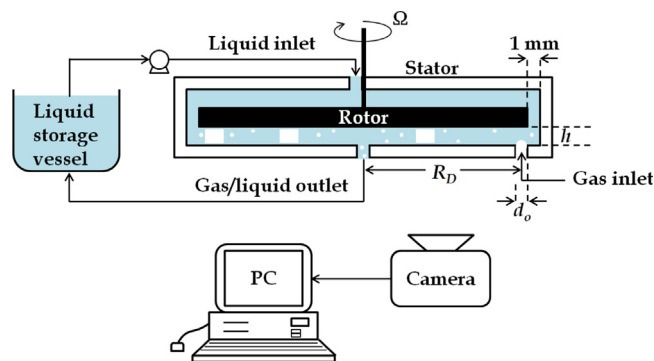 Ω
Liquid inlet
Stator
1 mm
Rotor
Liquid
storage
vessel
h
Gas/liquid outlet
R_D
Gas inlet
d_o
PC
Camera